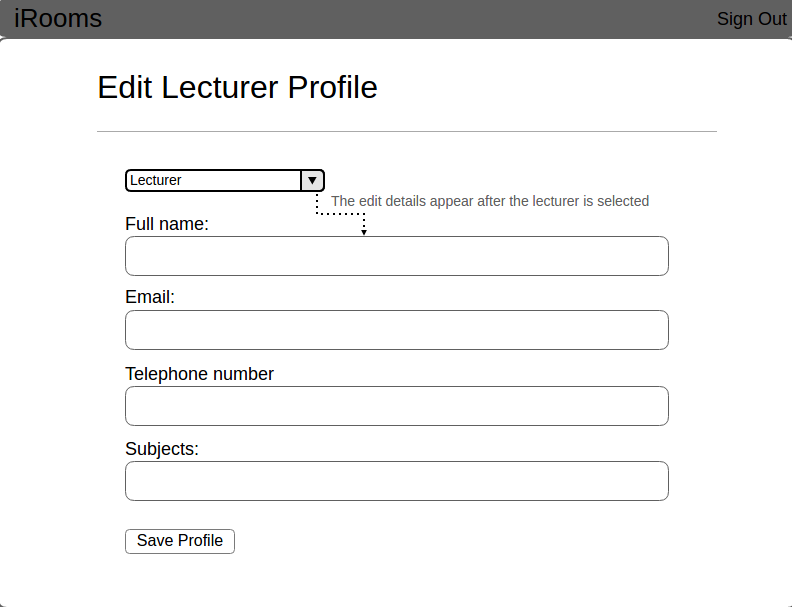 iRooms
Sign Out
Edit Lecturer Profile
Lecturer
The edit details appear after the lecturer is selected
Full name:
Email:
Telephone number
Subjects:
Save Profile